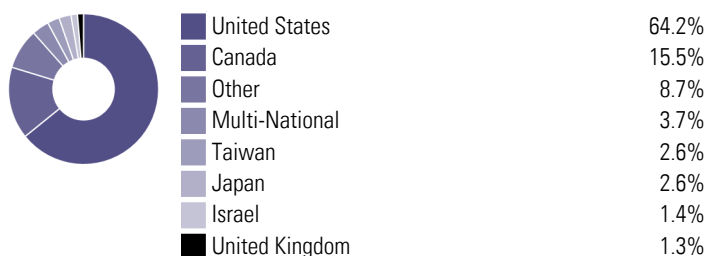 United States 64.2%
Canada 15.5%
Other 8.7%
Multi-National 3.7%
Taiwan 2.6%
Japan 2.6%
Israel 1.4%
United Kingdom 1.3%